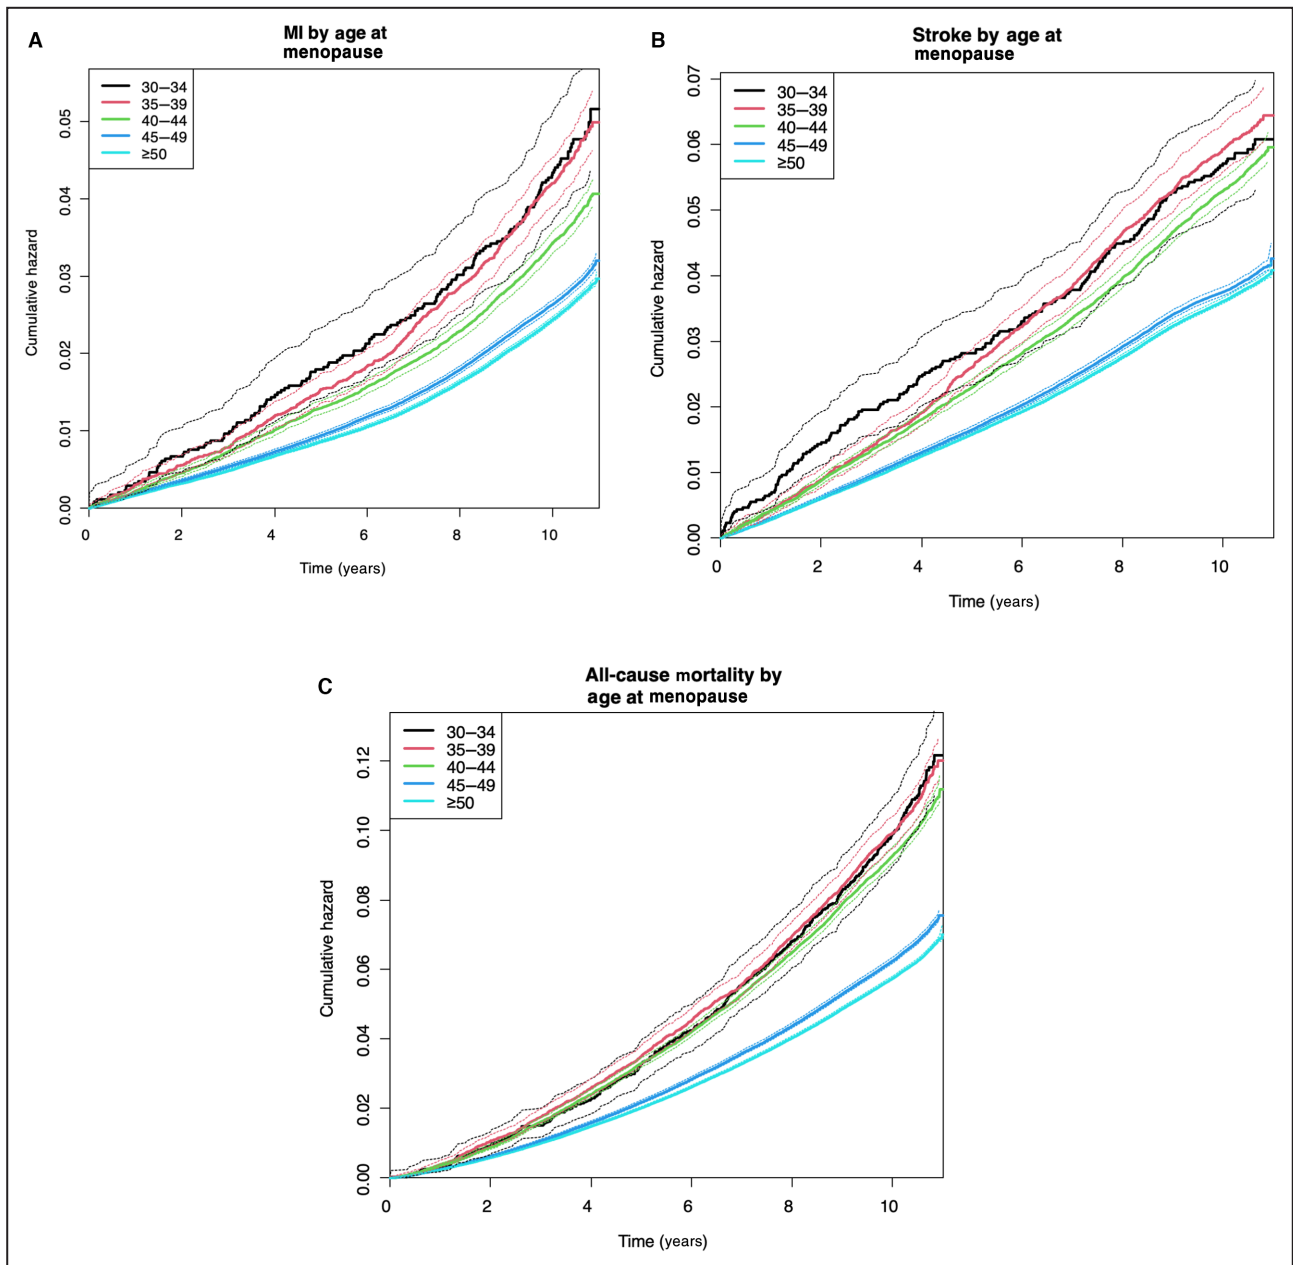 A
MI by age at
menopause
30–34
35–39
40–44
45–49
≥50
Cumulative hazard
0.00
0.01
0.02
0.03
0.04
0.05
0 2 4 6 8 10
Time (years)
B
Stroke by age at
menopause
30–34
35–39
40–44
45–49
≥50
Cumulative hazard
0.00
0.01
0.02
0.03
0.04
0.05
0.06
0.07
0 2 4 6 8 10
Time (years)
C
All-cause mortality by
age at menopause
30–34
35–39
40–44
45–49
≥50
Cumulative hazard
0.00
0.02
0.04
0.06
0.08
0.10
0.12
0 2 4 6 8 10
Time (years)